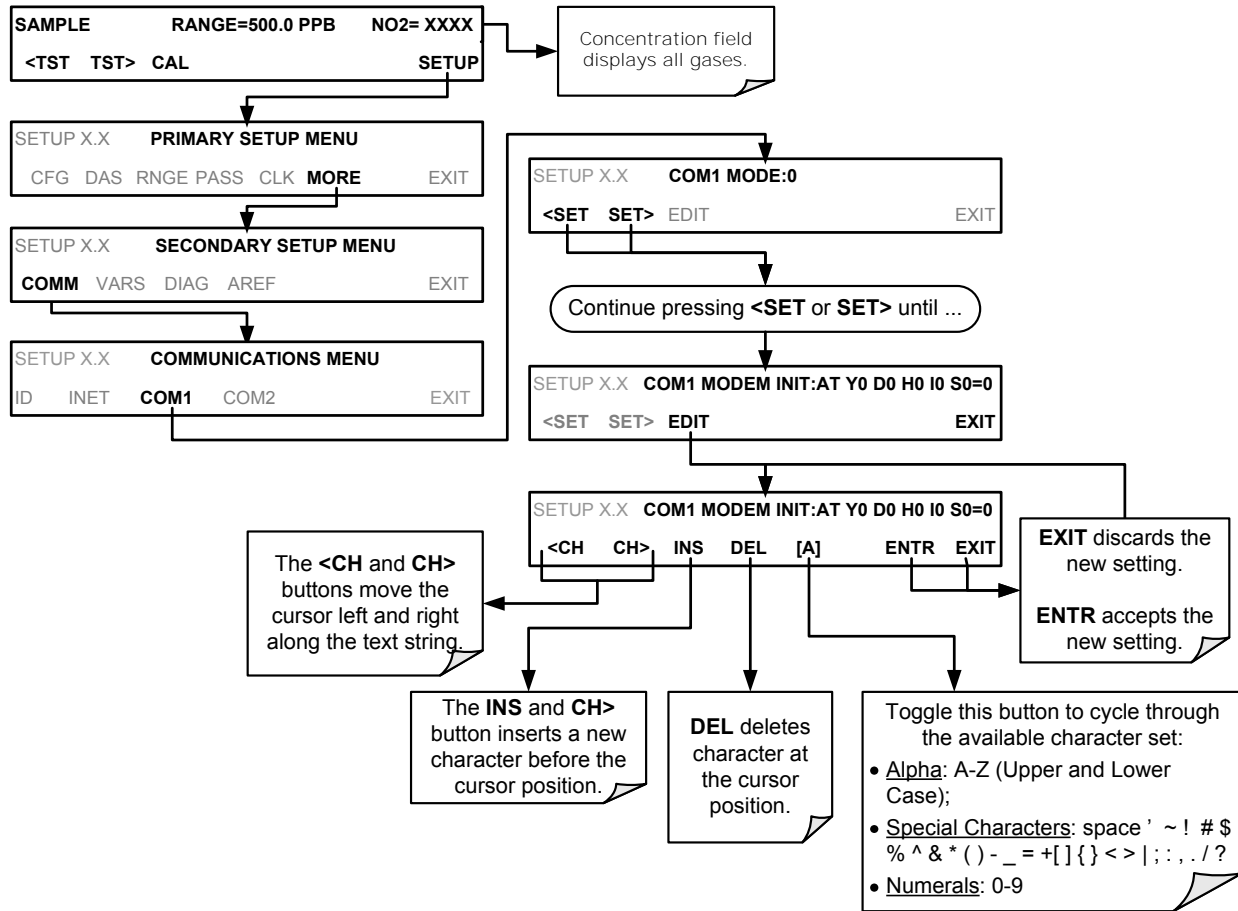 SAMPLE RANGE=500.0 PPB NO2= XXXX
<TST TST> CAL SETUP
Concentration field
displays all gases.
SETUP X.X PRIMARY SETUP MENU
CFG DAS RNGE PASS CLK MORE EXIT
SETUP X.X SECONDARY SETUP MENU
COMM VARS DIAG AREF EXIT
SETUP X.X COMMUNICATIONS MENU
ID INET COM1 COM2 EXIT
SETUP X.X COM1 MODE:0
<SET SET> EDIT EXIT
Continue pressing <SET or SET> until ...
SETUP X.X COM1 MODEM INIT:AT Y0 D0 H0 I0 S0=0
<SET SET> EDIT EXIT
SETUP X.X COM1 MODEM INIT:AT Y0 D0 H0 I0 S0=0
<CH CH> INS DEL [A] ENTR EXIT
The <CH and CH>
buttons move the
cursor left and right
along the text string.
The INS and CH>
button inserts a new
character before the
cursor position.
DEL deletes
character at
the cursor
position.
EXIT discards the
new setting.
ENTR accepts the
new setting.
Toggle this button to cycle through
the available character set:
• Alpha: A-Z (Upper and Lower
Case);
• Special Characters: space ' ~ ! # $
% ^ & * ( ) - _ = +[ ] { } < > | ; : , . / ?
• Numerals: 0-9